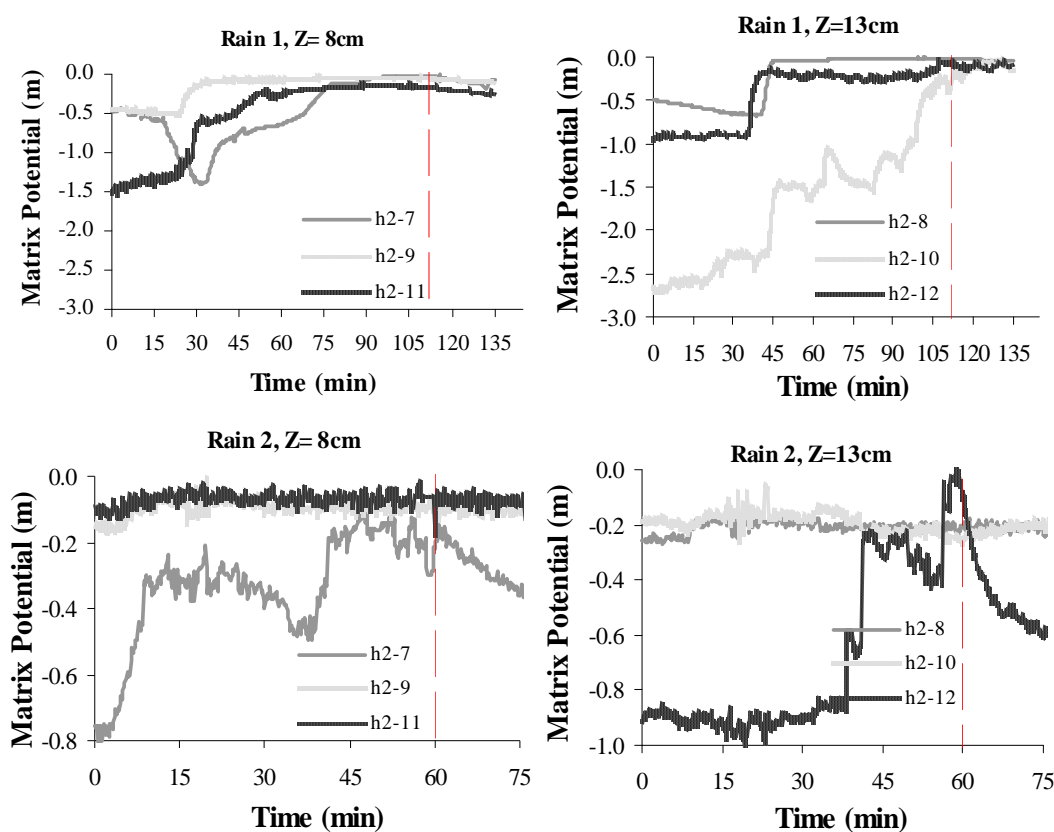 Rain 1, Z= 8cm
Matrix Potential (m)
0.0
-0.5
-1.0
-1.5
-2.0
-2.5
-3.0
h2-7
h2-9
h2-11
0 15 30 45 60 75 90 105 120 135
Time (min)
Rain 1, Z=13cm
Matrix Potential (m)
0.0
-0.5
-1.0
-1.5
-2.0
-2.5
-3.0
h2-8
h2-10
h2-12
0 15 30 45 60 75 90 105 120 135
Time (min)
Rain 2, Z= 8cm
Matrix Potential (m)
0.0
-0.2
-0.4
-0.6
-0.8
h2-7
h2-9
h2-11
0 15 30 45 60 75
Time (min)
Rain 2, Z=13cm
Matrix Potential (m)
0.0
-0.2
-0.4
-0.6
-0.8
-1.0
h2-8
h2-10
h2-12
0 15 30 45 60 75
Time (min)